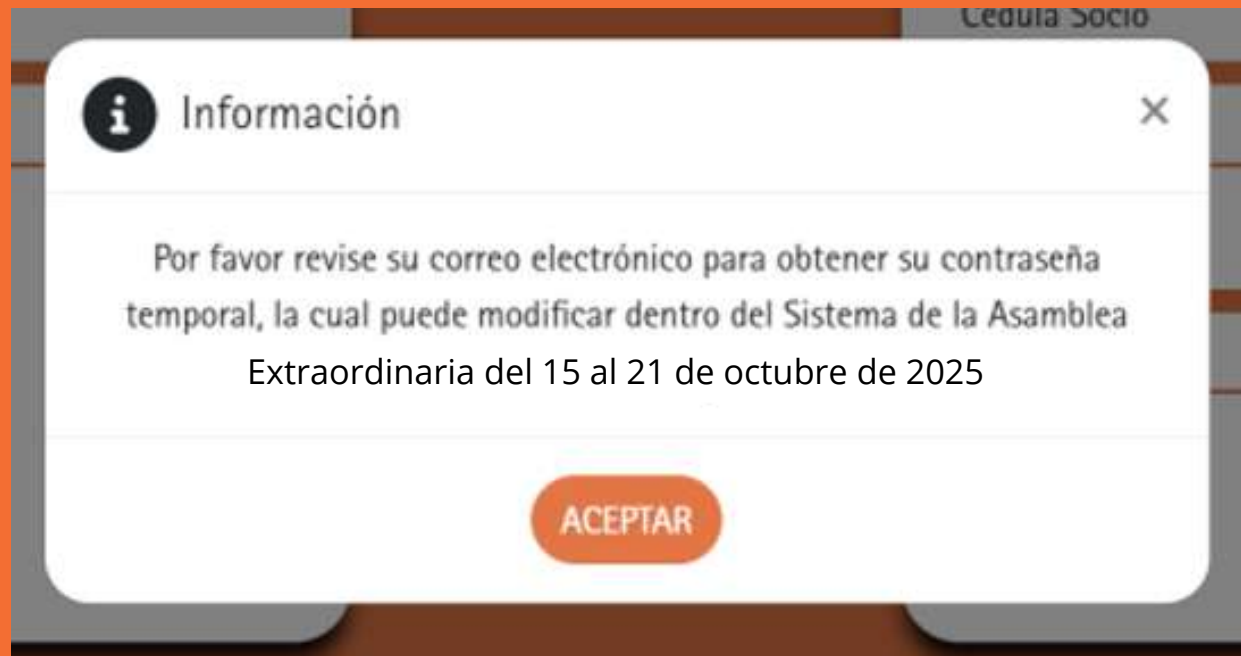 Cedula Socio
Información
Por favor revise su correo electrónico para obtener su contraseña
temporal, la cual puede modificar dentro del Sistema de la Asamblea
Extraordinaria del 15 al 21 de octubre de 2025
ACEPTAR